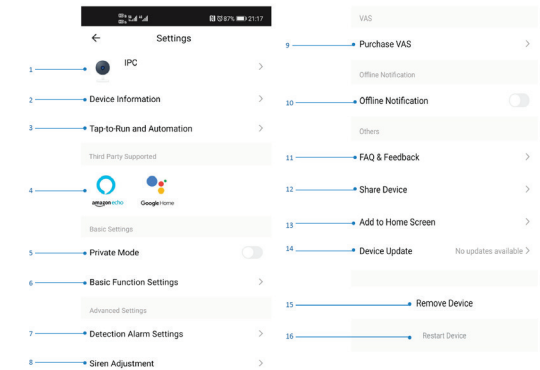 87% 21:17
Settings
1 IPC
2 Device Information
3 Tap-to-Run and Automation
Third Party Supported
4
amazon echo Google Home
Basic Settings
5 Private Mode
6 Basic Function Settings
Advanced Settings
7 Detection Alarm Settings
8 Siren Adjustment
VAS
9 Purchase VAS
Offline Notification
10 Offline Notification
Others
11 FAQ & Feedback
12 Share Device
13 Add to Home Screen
14 Device Update No updates available
15 Remove Device
16 Restart Device